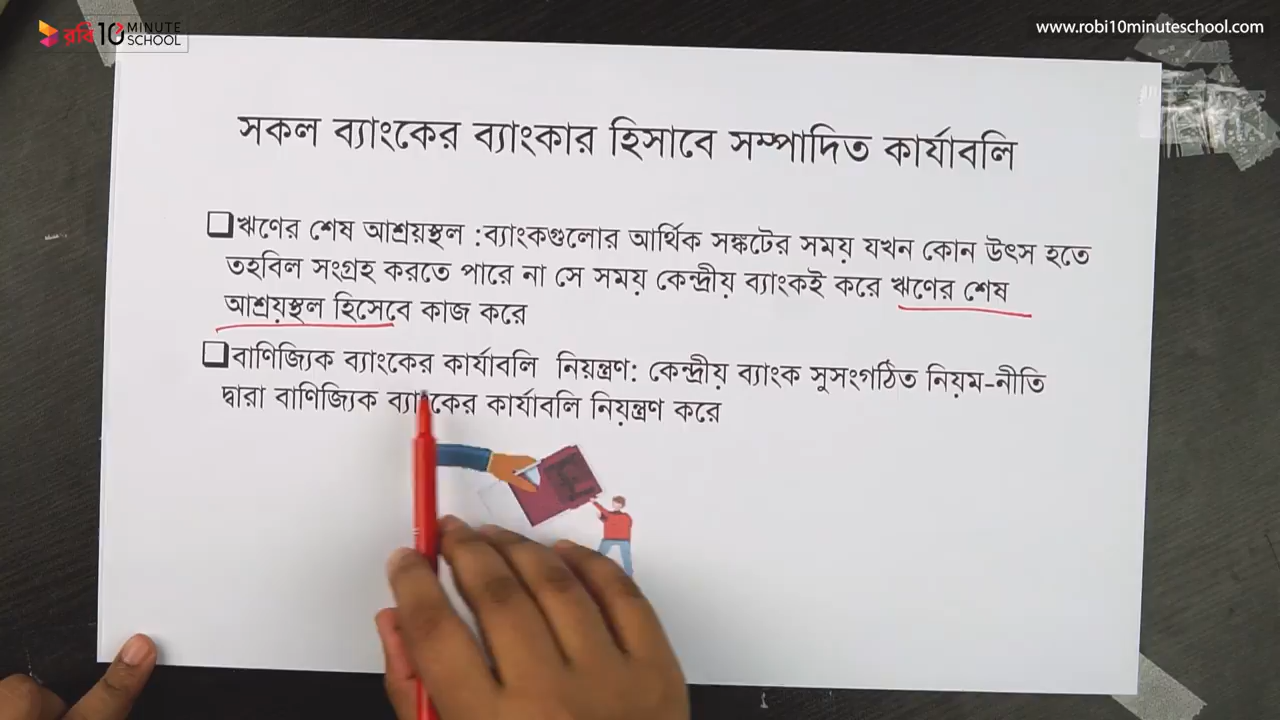 রবি 10 MINUTE SCHOOL
www.robi10minuteschool.com
সকল ব্যাংকের ব্যাংকার হিসাবে সম্পাদিত কার্যাবলি
ঋণের শেষ আশ্রয়স্থল :ব্যাংকগুলোর আর্থিক সঙ্কটের সময় যখন কোন উৎস হতে
তহবিল সংগ্রহ করতে পারে না সে সময় কেন্দ্রীয় ব্যাংকই করে ঋণের শেষ
আশ্রয়স্থল হিসেবে কাজ করে
বাণিজ্যিক ব্যাংকের কার্যাবলি নিয়ন্ত্রণ: কেন্দ্রীয় ব্যাংক সুসংগঠিত নিয়ম-নীতি
দ্বারা বাণিজ্যিক ব্যাংকের কার্যাবলি নিয়ন্ত্রণ করে